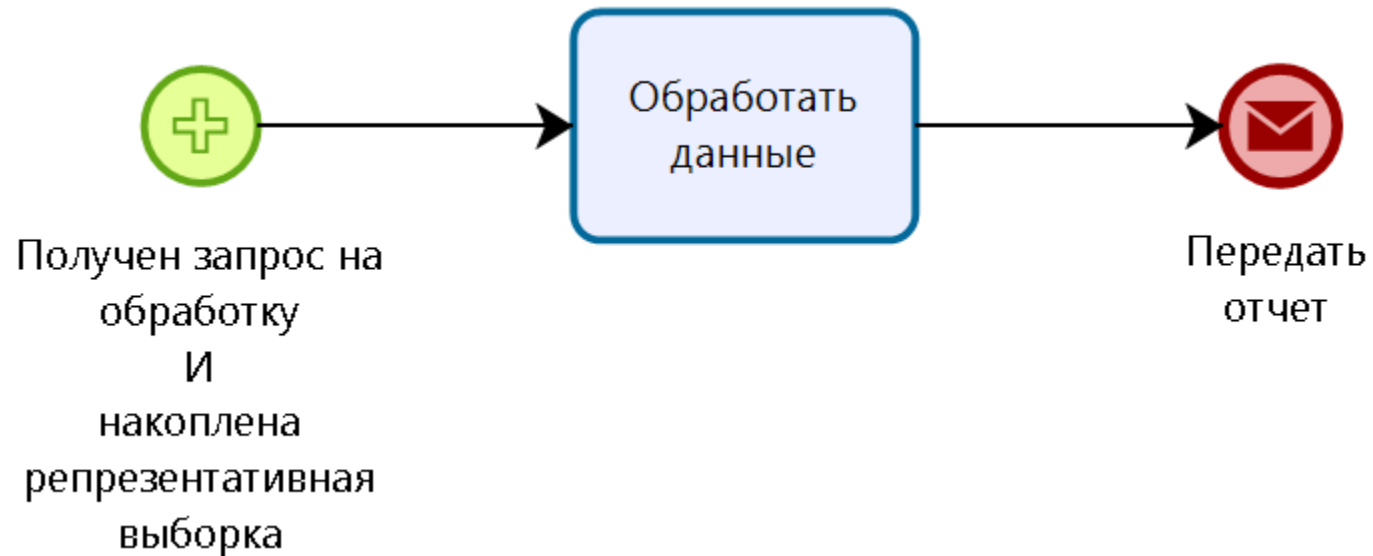 Обработать
данные
Получен запрос на
обработку
И
накоплена
репрезентативная
выборка
Передать
отчет